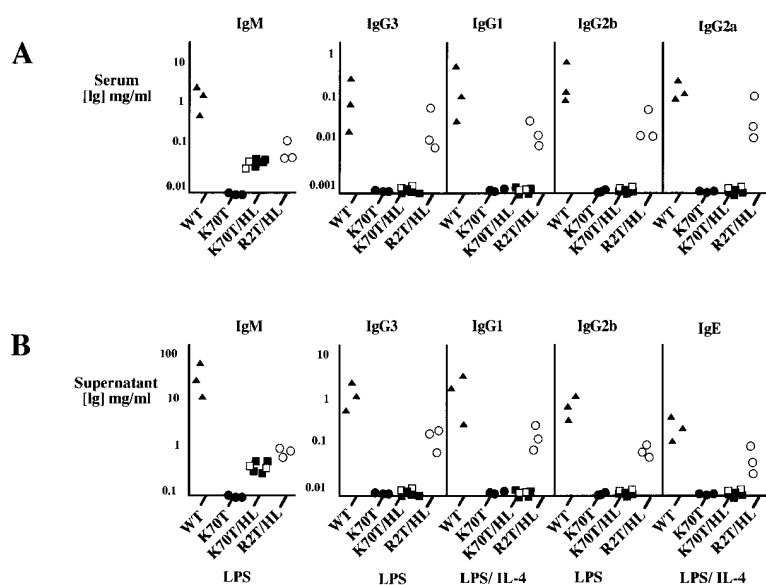 A
IgM IgG3 IgG1 IgG2b IgG2a
Serum
[Ig] mg/ml
10
1
0.1
0.01
1
0.1
0.01
0.001
WT K70T K70T/HL R2T/HL WT K70T K70T/HL R2T/HL WT K70T K70T/HL R2T/HL WT K70T K70T/HL R2T/HL WT K70T K70T/HL R2T/HL
B
IgM IgG3 IgG1 IgG2b IgE
Supernatant
[Ig] mg/ml
100
10
1
0.1
10
1
0.1
0.01
WT K70T K70T/HL R2T/HL WT K70T K70T/HL R2T/HL WT K70T K70T/HL R2T/HL WT K70T K70T/HL R2T/HL WT K70T K70T/HL R2T/HL
LPS LPS LPS/ IL-4 LPS LPS/ IL-4